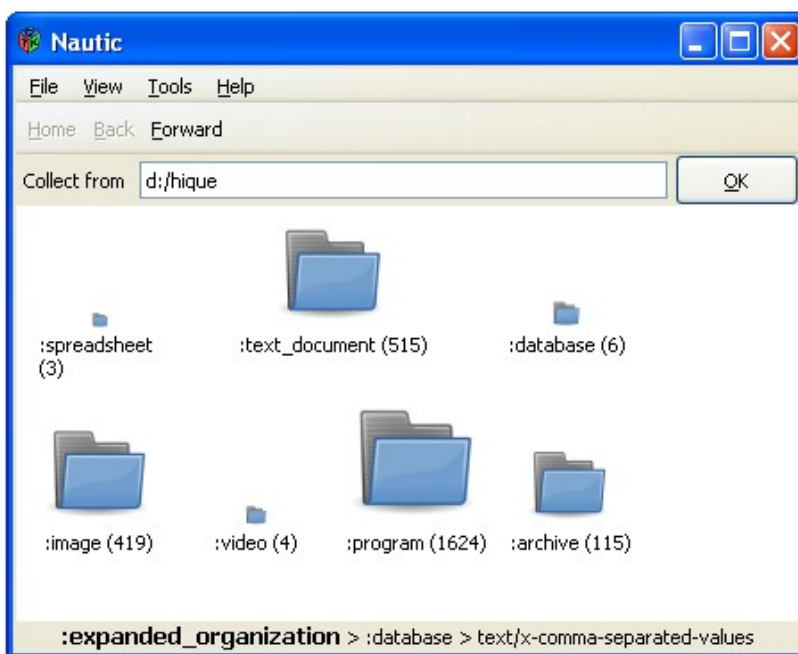 Nautic
File View Tools Help
Home Back Forward
Collect from d:/hique OK
:spreadsheet
(3)
:text_document (515)
:database (6)
:image (419) :video (4) :program (1624) :archive (115)
:expanded_organization > :database > text/x-comma-separated-values